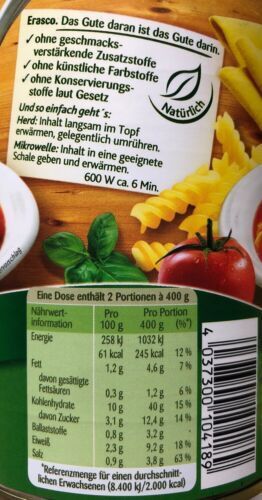 Erasco. Das Gute daran ist das Gute darin.
✓ohne geschmacks-
verstärkende Zusatzstoffe
✓ohne künstliche Farbstoffe
✓ohne Konservierungs-
stoffe laut Gesetz
Natürlich
Und so einfach geht´s:
Herd: Inhalt langsam im Topf
erwärmen, gelegentlich umrühren.
Mikrowelle: Inhalt in eine geeignete
Schale geben und erwärmen.
600 W ca. 6 Min.
Eine Dose enthält 2 Portionen à 400 g
Nährwert- Pro Pro Portion
information 100 g 400 g (%*)
Energie 258 kJ 1032 kJ
61 kcal 245 kcal 12 %
Fett 1,2 g 4,6 g 7 %
davon gesättigte
Fettsäuren 0,3 g 1,2 g 6 %
Kohlenhydrate 10 g 40 g 15 %
davon Zucker 3,1 g 12,4 g 14 %
Ballaststoffe 0,8 g 3,2 g -
Eiweiß 2,3 g 9,2 g 18 %
Salz 0,9 g 3,8 g 63 %
*Referenzmenge für einen durchschnitt-
lichen Erwachsenen (8.400 kJ/2.000 kcal)
4 037300 104189